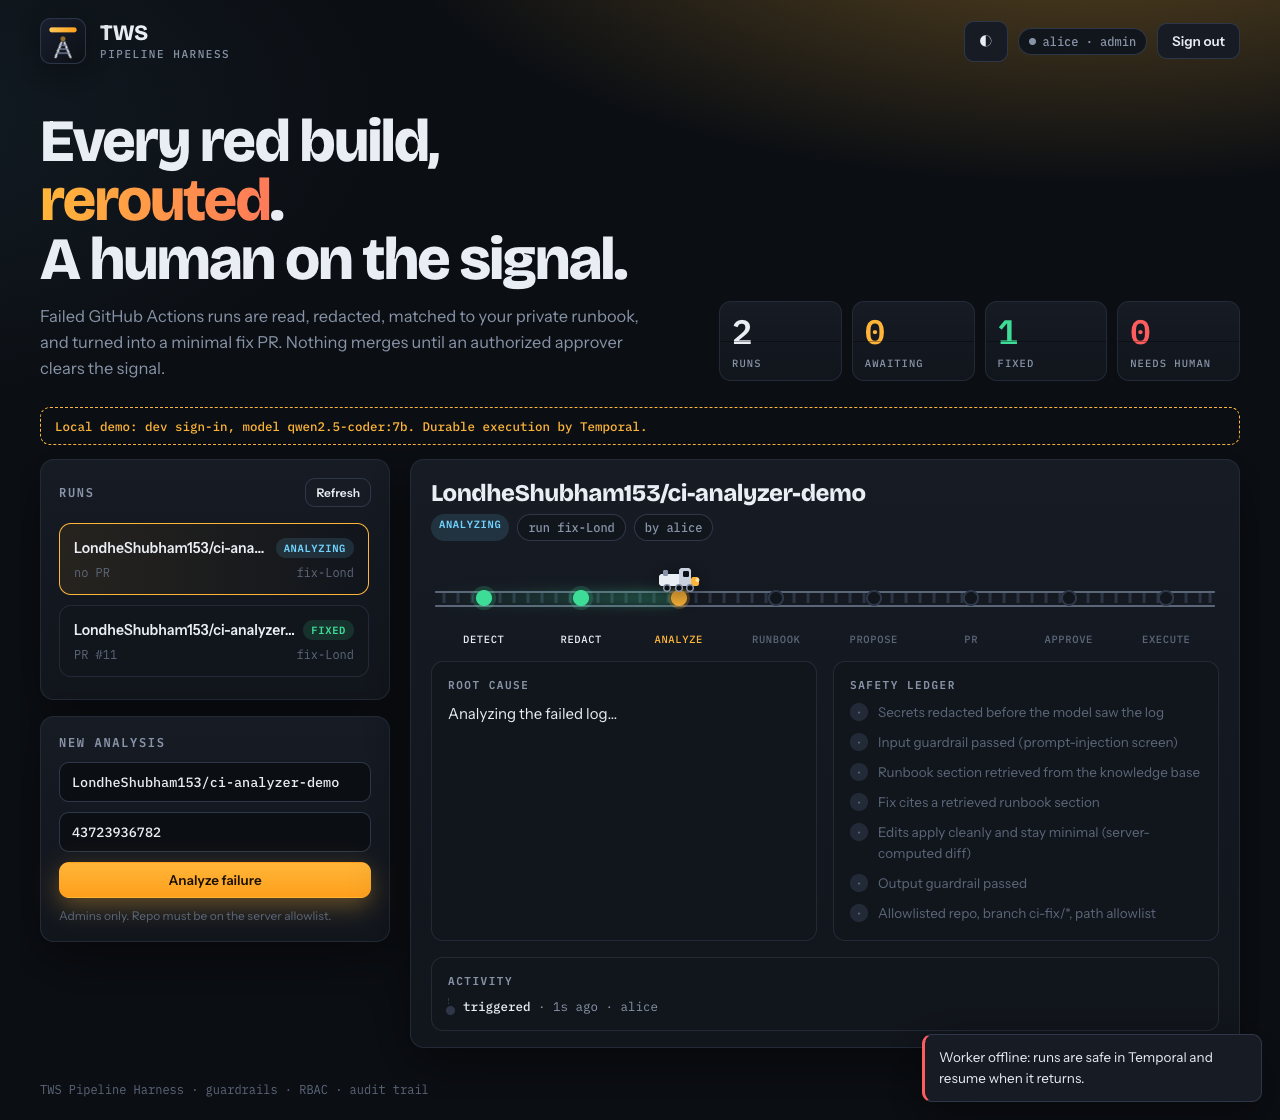 TWS
PIPELINE HARNESS
alice · admin
Sign out
Every red build,
rerouted.
A human on the signal.
Failed GitHub Actions runs are read, redacted, matched to your private runbook,
and turned into a minimal fix PR. Nothing merges until an authorized approver
clears the signal.
2
RUNS
0
AWAITING
1
FIXED
0
NEEDS HUMAN
Local demo: dev sign-in, model qwen2.5-coder:7b. Durable execution by Temporal.
RUNS
Refresh
LondheShubham153/ci-ana... ANALYZING
no PR fix-Lond
LondheShubham153/ci-analyzer... FIXED
PR #11 fix-Lond
NEW ANALYSIS
LondheShubham153/ci-analyzer-demo
43723936782
Analyze failure
Admins only. Repo must be on the server allowlist.
LondheShubham153/ci-analyzer-demo
ANALYZING run fix-Lond by alice
DETECT REDACT ANALYZE RUNBOOK PROPOSE PR APPROVE EXECUTE
ROOT CAUSE
Analyzing the failed log...
SAFETY LEDGER
Secrets redacted before the model saw the log
Input guardrail passed (prompt-injection screen)
Runbook section retrieved from the knowledge base
Fix cites a retrieved runbook section
Edits apply cleanly and stay minimal (server-
computed diff)
Output guardrail passed
Allowlisted repo, branch ci-fix/*, path allowlist
ACTIVITY
triggered · 1s ago · alice
Worker offline: runs are safe in Temporal and
resume when it returns.
TWS Pipeline Harness · guardrails · RBAC · audit trail